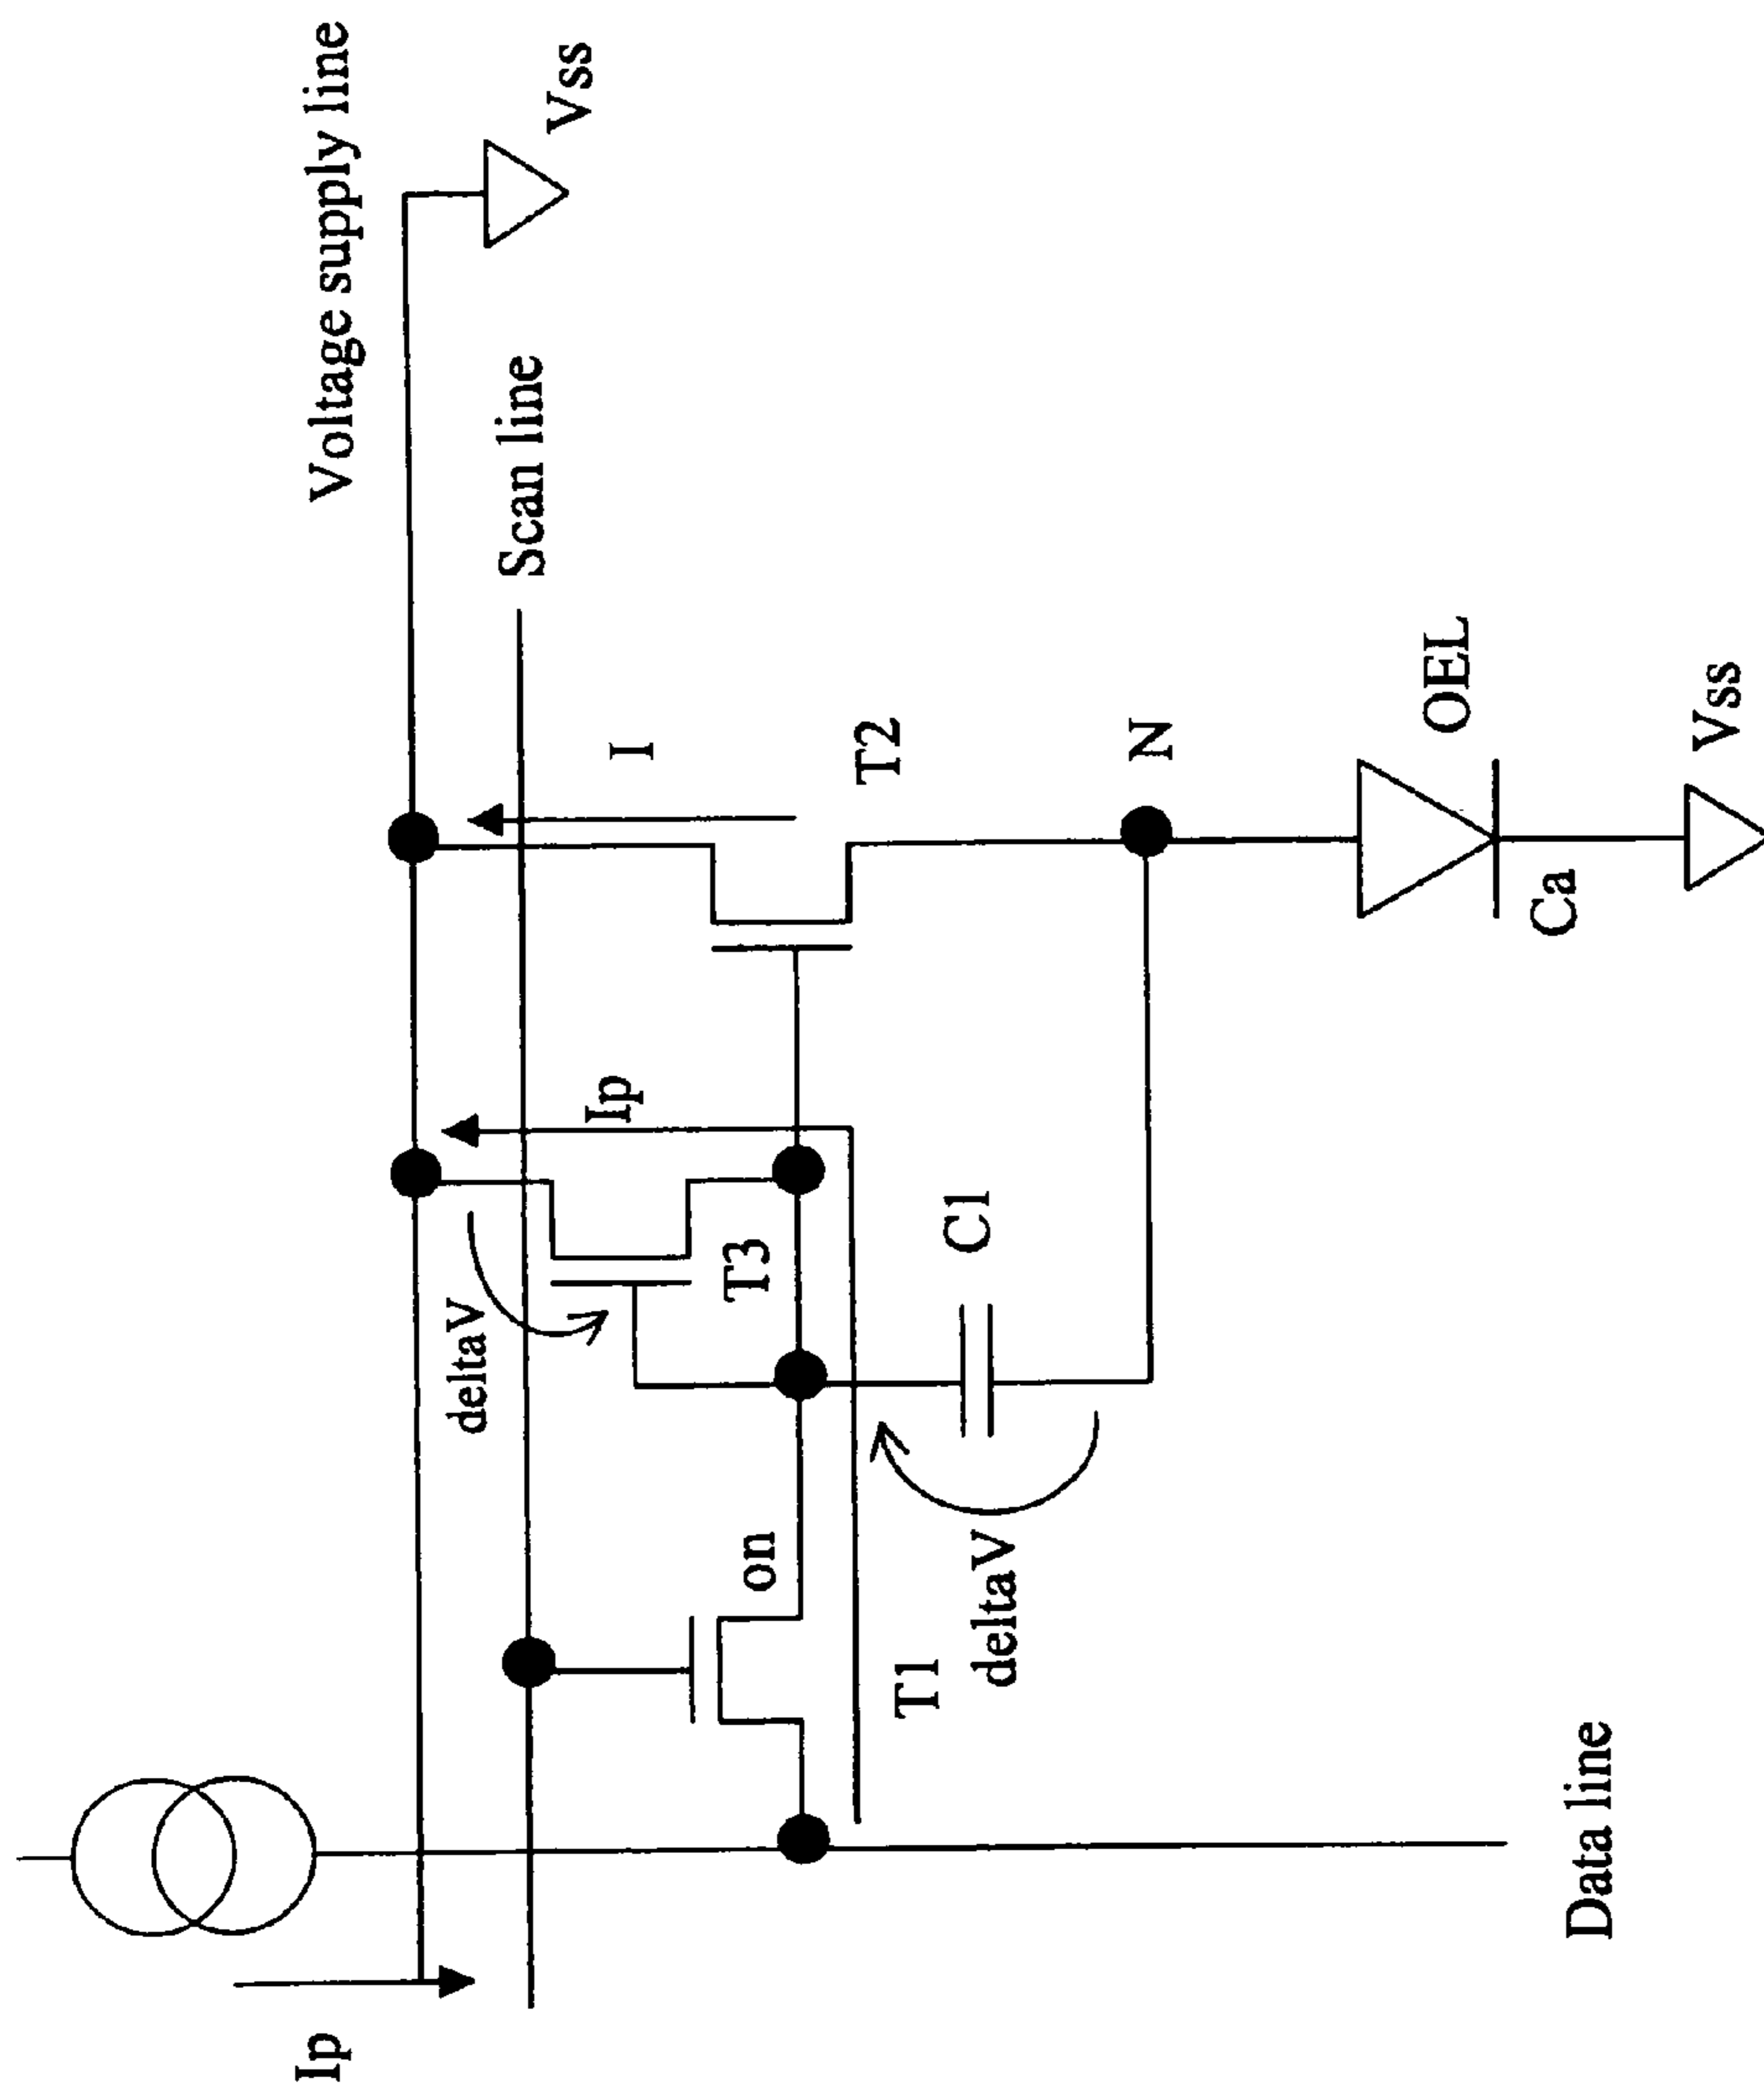 Voltage supply line
Vss
Scan line
Ip
I
Ip
deltaV
T3
T2
on
T1
C1
deltaV
N
OEL
Ca
Vss
Data line